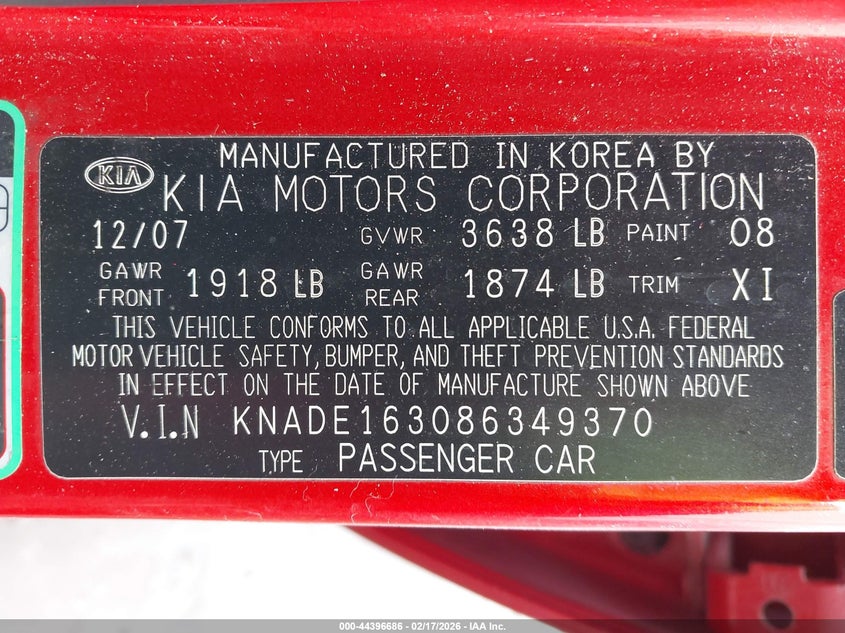 MANUFACTURED IN KOREA BY
KIA KIA MOTORS CORPORATION
12/07 GVWR 3638 LB PAINT 08
GAWR FRONT 1918 LB GAWR REAR 1874 LB TRIM XI
THIS VEHICLE CONFORMS TO ALL APPLICABLE U.S.A. FEDERAL
MOTOR VEHICLE SAFETY, BUMPER, AND THEFT PREVENTION STANDARDS
IN EFFECT ON THE DATE OF MANUFACTURE SHOWN ABOVE
V.I.N KNADE163086349370
TYPE PASSENGER CAR
000-44396686 - 02/17/2026 - IAA Inc.